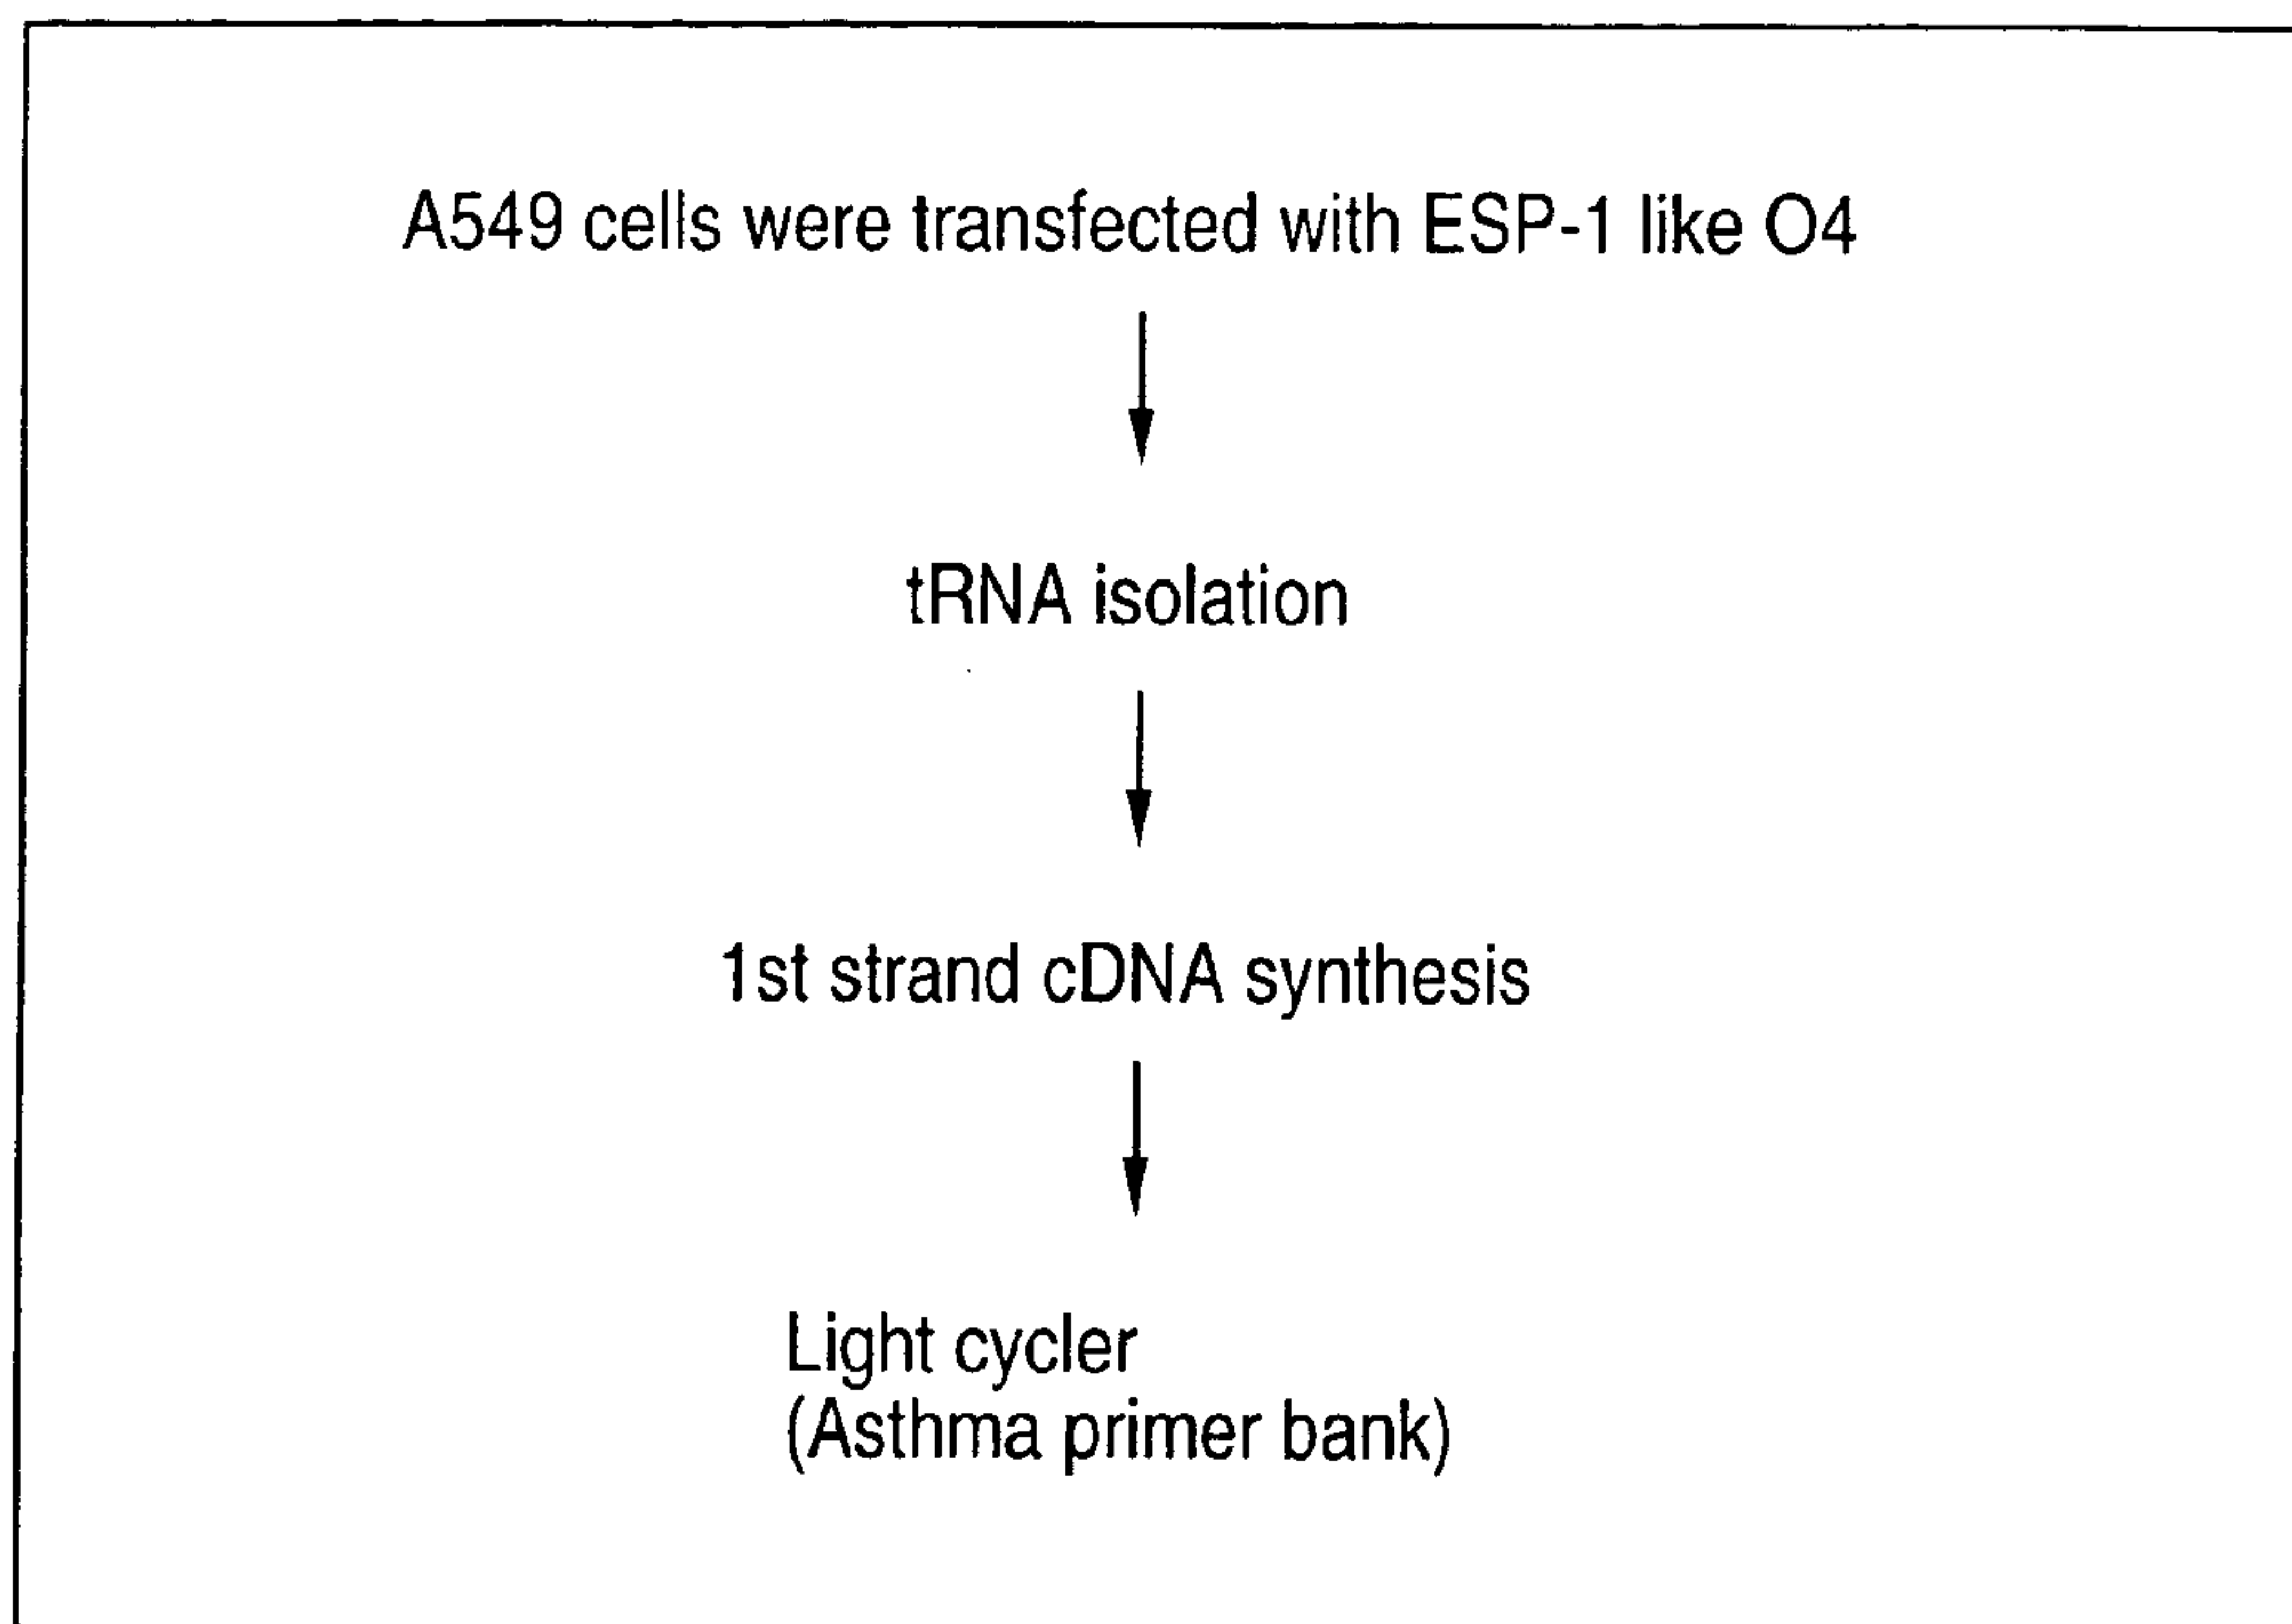 A549 cells were transfected with ESP-1 like O4
tRNA isolation
1st strand cDNA synthesis
Light cycler
(Asthma primer bank)